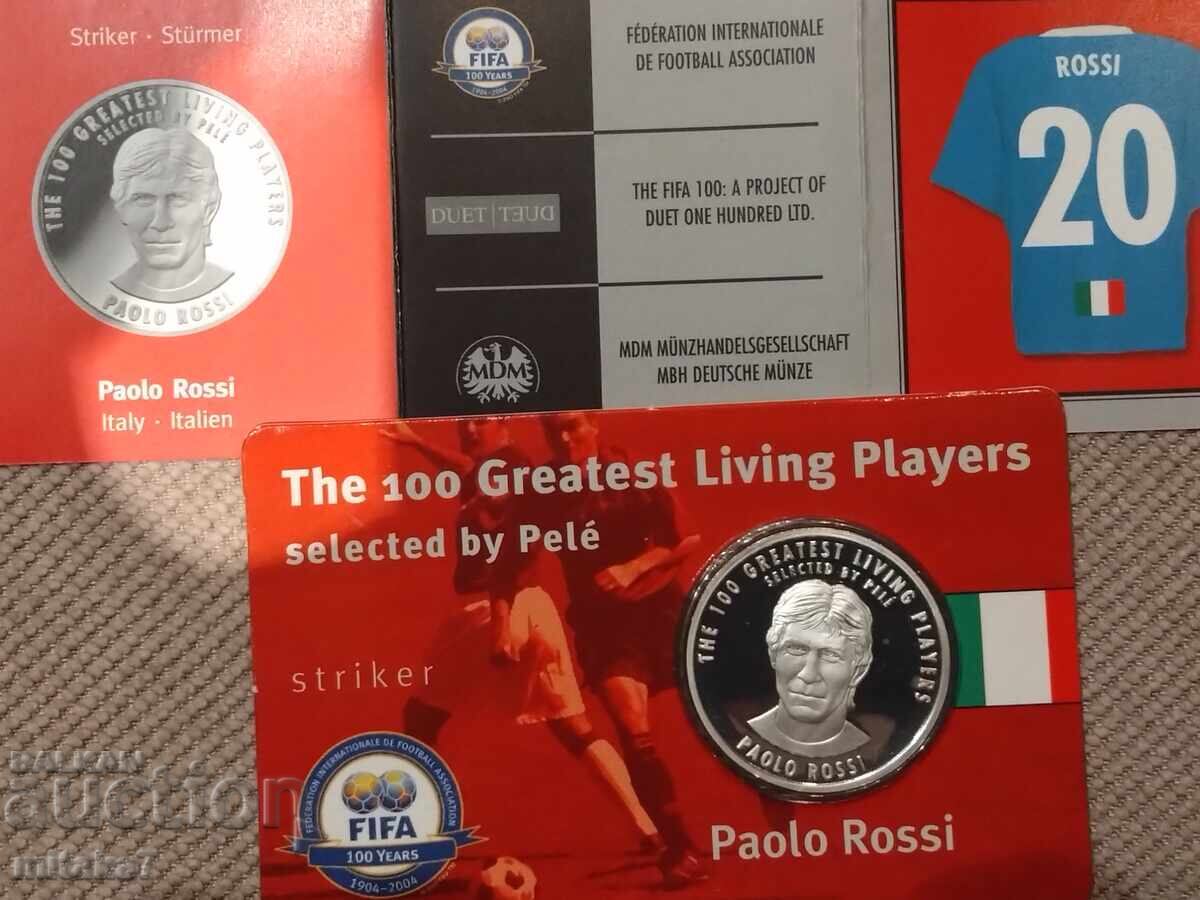 Striker · Stürmer
THE 100 GREATEST LIVING PLAYERS
SELECTED BY PELÉ
PAOLO ROSSI
Paolo Rossi
Italy · Italien
FIFA
100 YEARS
1904-2004
FÉDÉRATION INTERNATIONALE
DE FOOTBALL ASSOCIATION
DUET | DUET
THE FIFA 100: A PROJECT OF
DUET ONE HUNDRED LTD.
MDM
MDM MÜNZHANDELSGESELLSCHAFT
MBH DEUTSCHE MÜNZE
ROSSI
20
The 100 Greatest Living Players
selected by Pelé
striker
THE 100 GREATEST LIVING PLAYERS
SELECTED BY PELÉ
PAOLO ROSSI
FÉDÉRATION INTERNATIONALE DE FOOTBALL ASSOCIATION
FIFA
100 YEARS
1904-2004
Paolo Rossi
BALKAN
auction
mitaka7